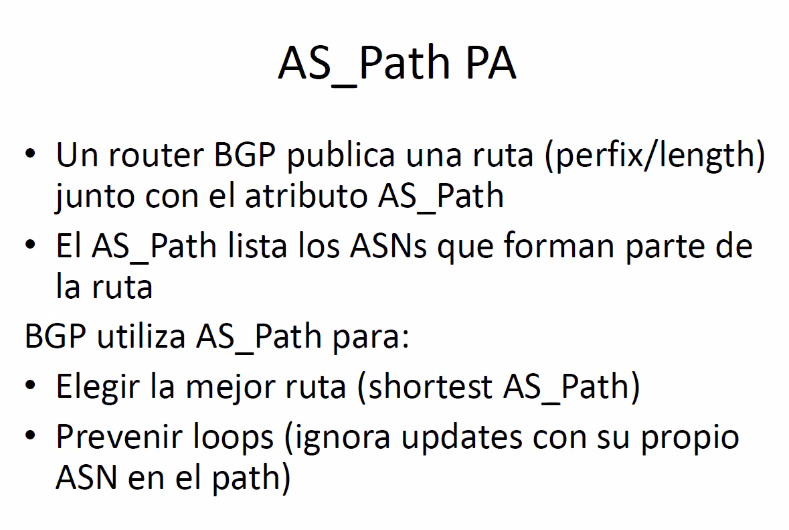 AS_Path PA
• Un router BGP publica una ruta (perfix/length)
junto con el atributo AS_Path
• El AS_Path lista los ASNs que forman parte de
la ruta
BGP utiliza AS_Path para:
• Elegir la mejor ruta (shortest AS_Path)
• Prevenir loops (ignora updates con su propio
ASN en el path)